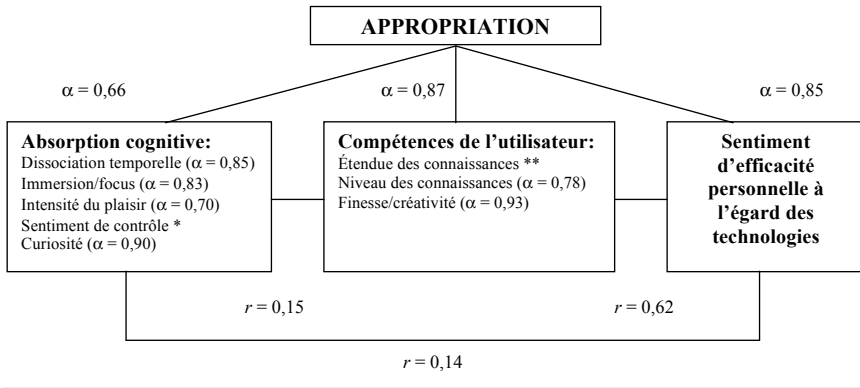 APPROPRIATION
α = 0,66
α = 0,87
α = 0,85
Absorption cognitive:
Dissociation temporelle (α = 0,85)
Immersion/focus (α = 0,83)
Intensité du plaisir (α = 0,70)
Sentiment de contrôle *
Curiosité (α = 0,90)
Compétences de l’utilisateur:
Étendue des connaissances **
Niveau des connaissances (α = 0,78)
Finesse/créativité (α = 0,93)
Sentiment
d’efficacité
personnelle à
l’égard des
technologies
r = 0,15
r = 0,62
r = 0,14